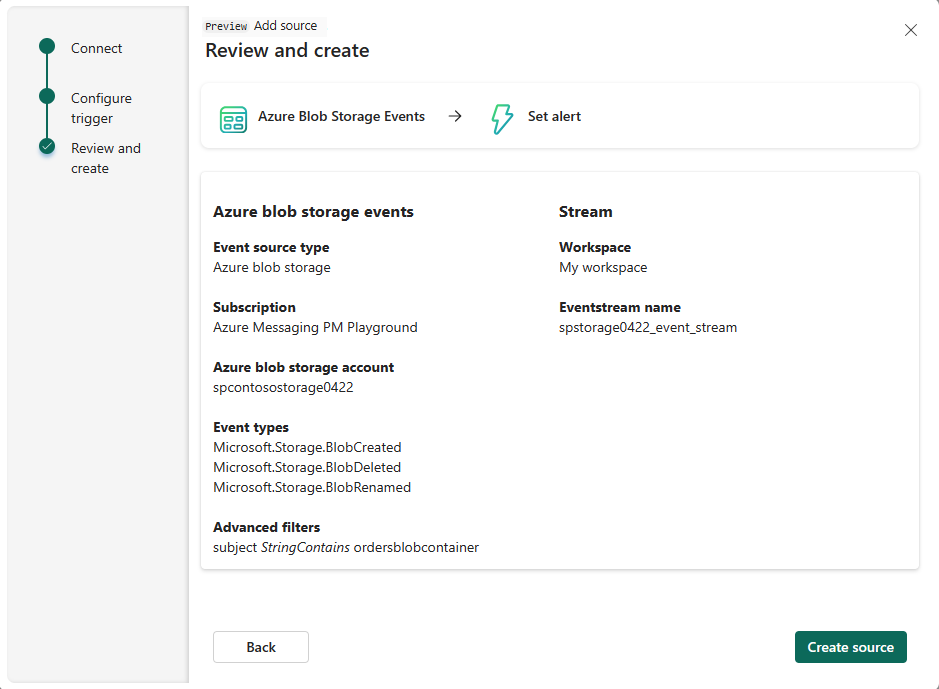 Connect
Configure
trigger
Review and
create
Preview Add source
Review and create
Azure Blob Storage Events
Set alert
Azure blob storage events
Event source type
Azure blob storage
Subscription
Azure Messaging PM Playground
Azure blob storage account
spcontosostorage0422
Event types
Microsoft.Storage.BlobCreated
Microsoft.Storage.BlobDeleted
Microsoft.Storage.BlobRenamed
Advanced filters
subject StringContains ordersblobcontainer
Stream
Workspace
My workspace
Eventstream name
spstorage0422_event_stream
Back
Create source